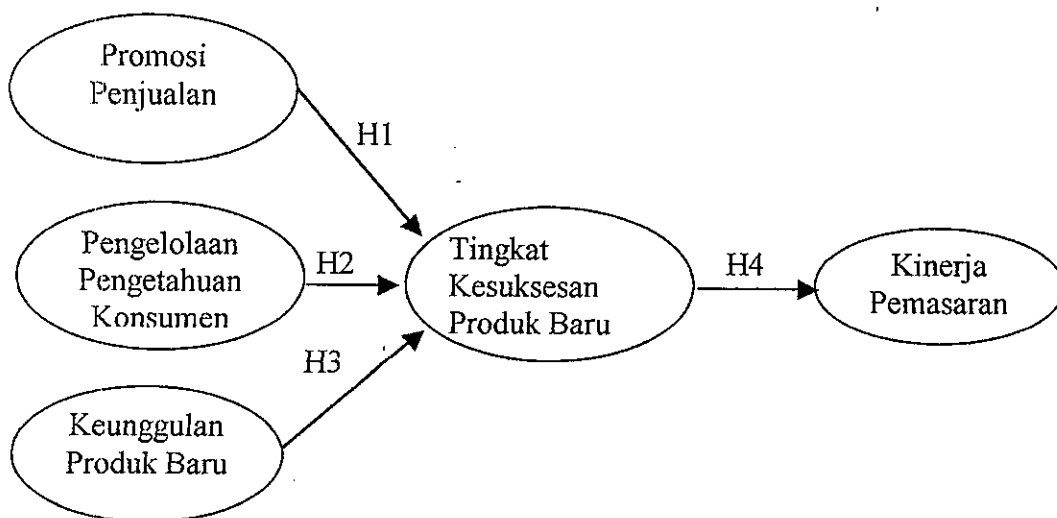 Promosi
Penjualan
H1
Pengelolaan
Pengetahuan
Konsumen
H2
Tingkat
Kesuksesan
Produk Baru
H4
Kinerja
Pemasaran
H3
Keunggulan
Produk Baru